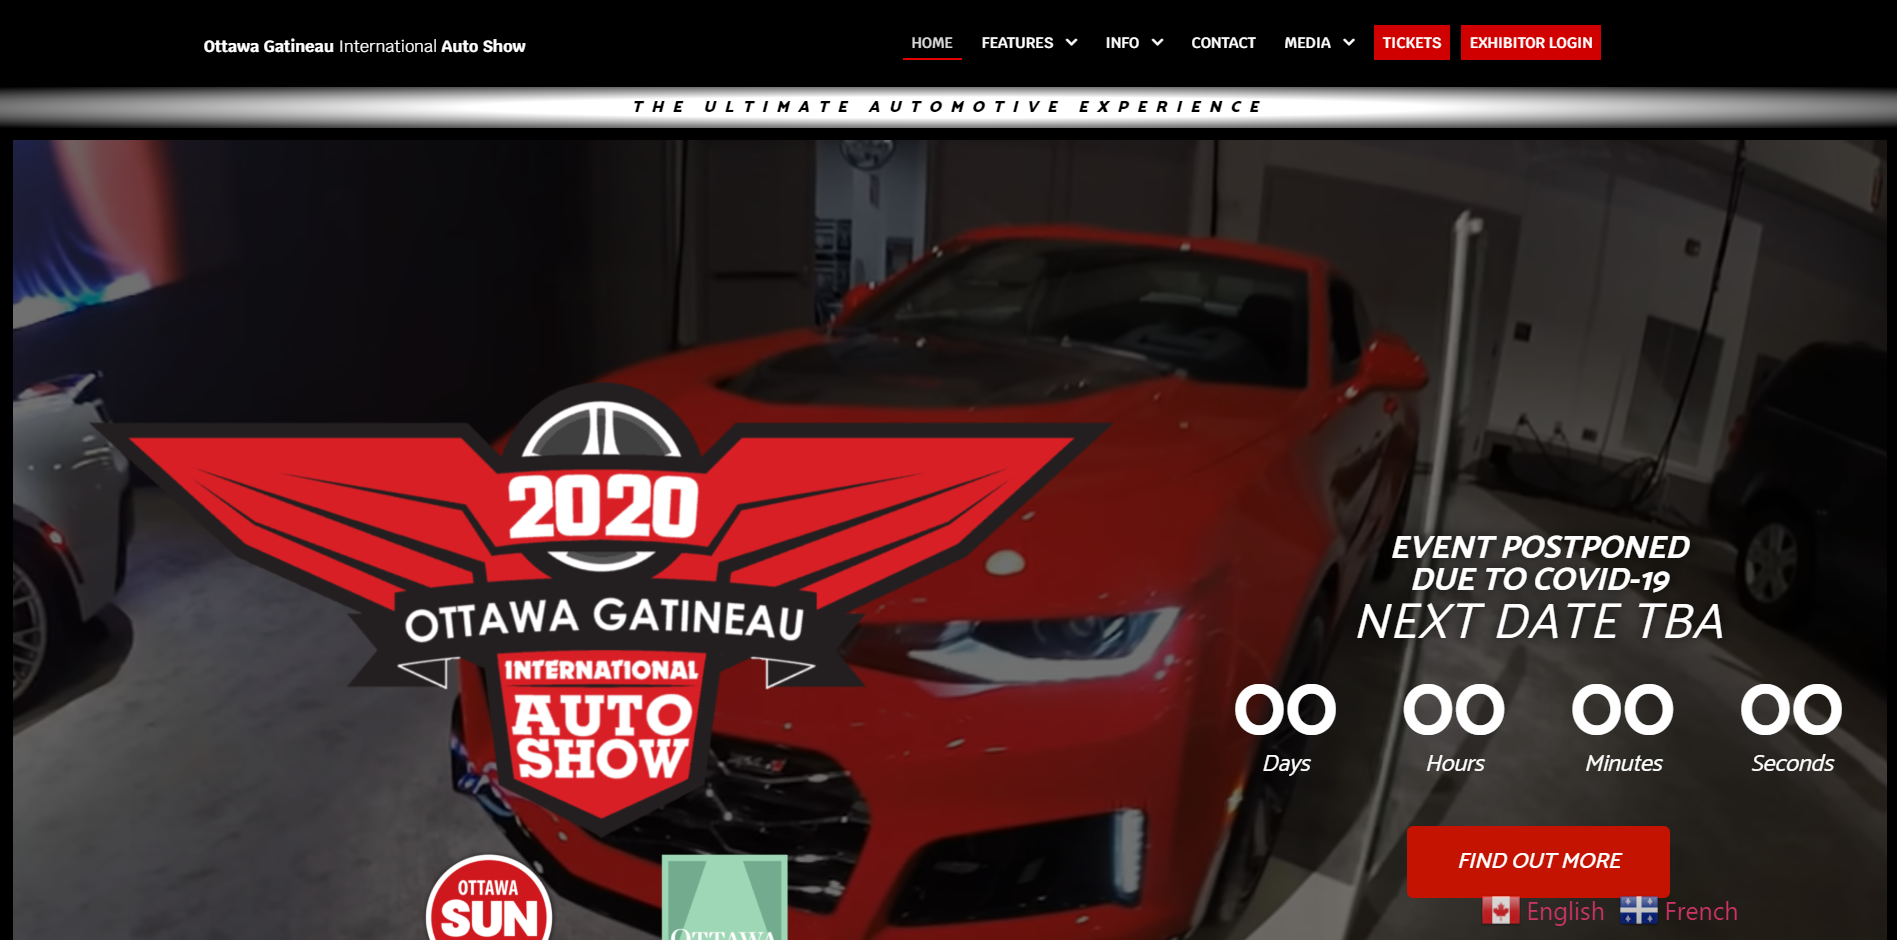 Ottawa Gatineau International Auto Show
HOME FEATURES INFO CONTACT MEDIA TICKETS EXHIBITOR LOGIN
THE ULTIMATE AUTOMOTIVE EXPERIENCE
2020
OTTAWA GATINEAU
INTERNATIONAL
AUTO
SHOW
EVENT POSTPONED
DUE TO COVID-19
NEXT DATE TBA
00 00 00 00
Days Hours Minutes Seconds
FIND OUT MORE
OTTAWA
SUN
OTTAWA
English French